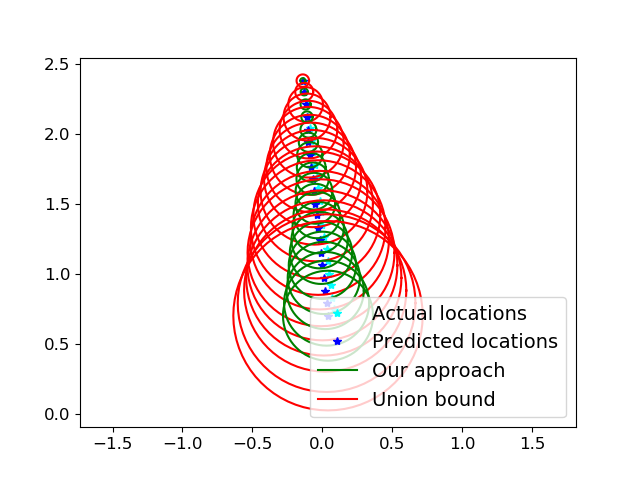 2.5
2.0
1.5
1.0
0.5
0.0
−1.5 −1.0 −0.5 0.0 0.5 1.0 1.5
Actual locations
Predicted locations
Our approach
Union bound